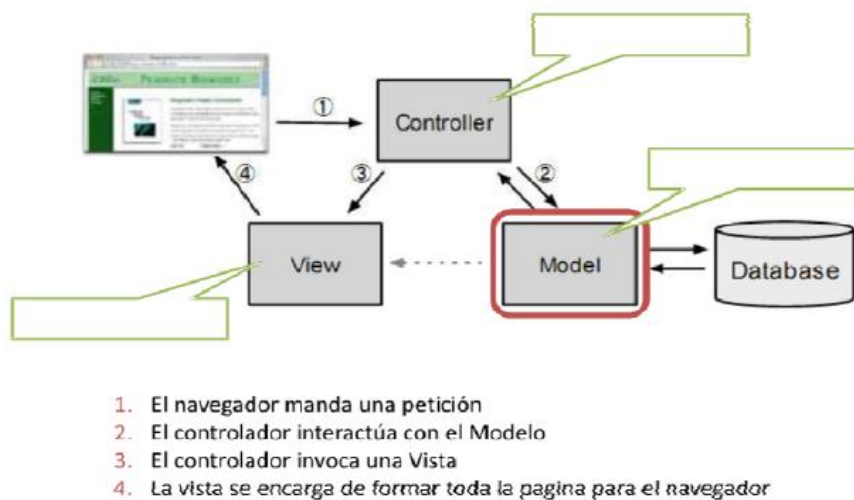 ①
Controller
④
③
②
View
Model
Database
1. El navegador manda una petición
2. El controlador interactúa con el Modelo
3. El controlador invoca una Vista
4. La vista se encarga de formar toda la pagina para el navegador